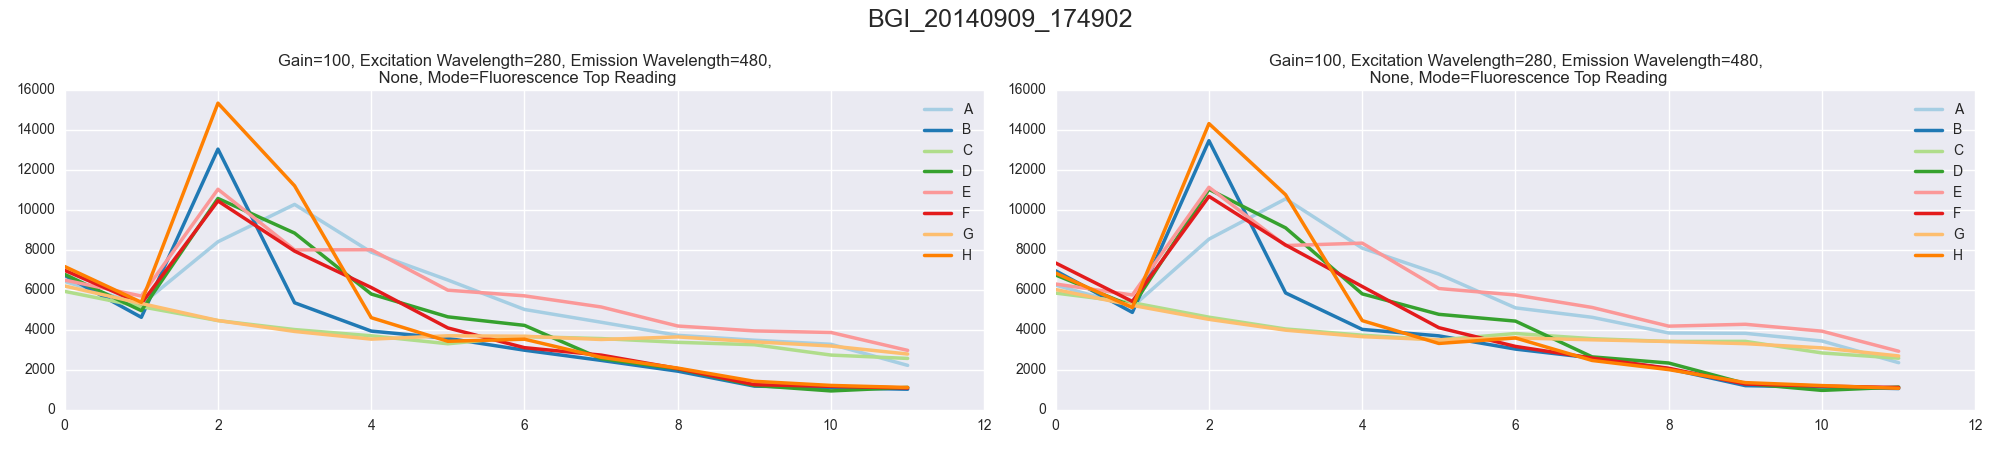 BGI_20140909_174902
Gain=100, Excitation Wavelength=280, Emission Wavelength=480,
None, Mode=Fluorescence Top Reading
16000
14000
12000
10000
8000
6000
4000
2000
0
0 2 4 6 8 10 12
A
B
C
D
E
F
G
H
Gain=100, Excitation Wavelength=280, Emission Wavelength=480,
None, Mode=Fluorescence Top Reading
16000
14000
12000
10000
8000
6000
4000
2000
0
0 2 4 6 8 10 12
A
B
C
D
E
F
G
H